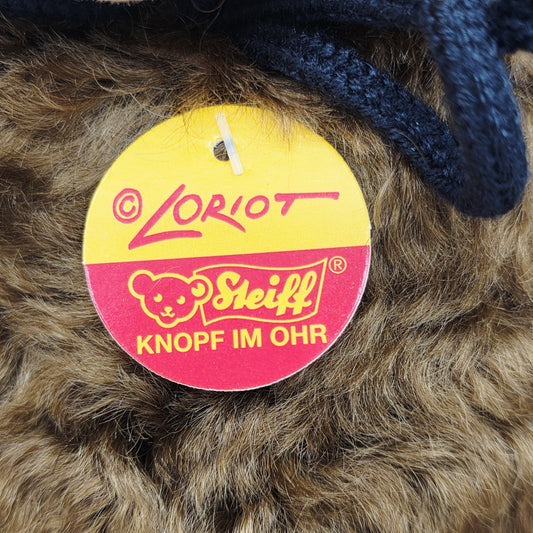 © LORIOT
Steiff ®
KNOPF IM OHR